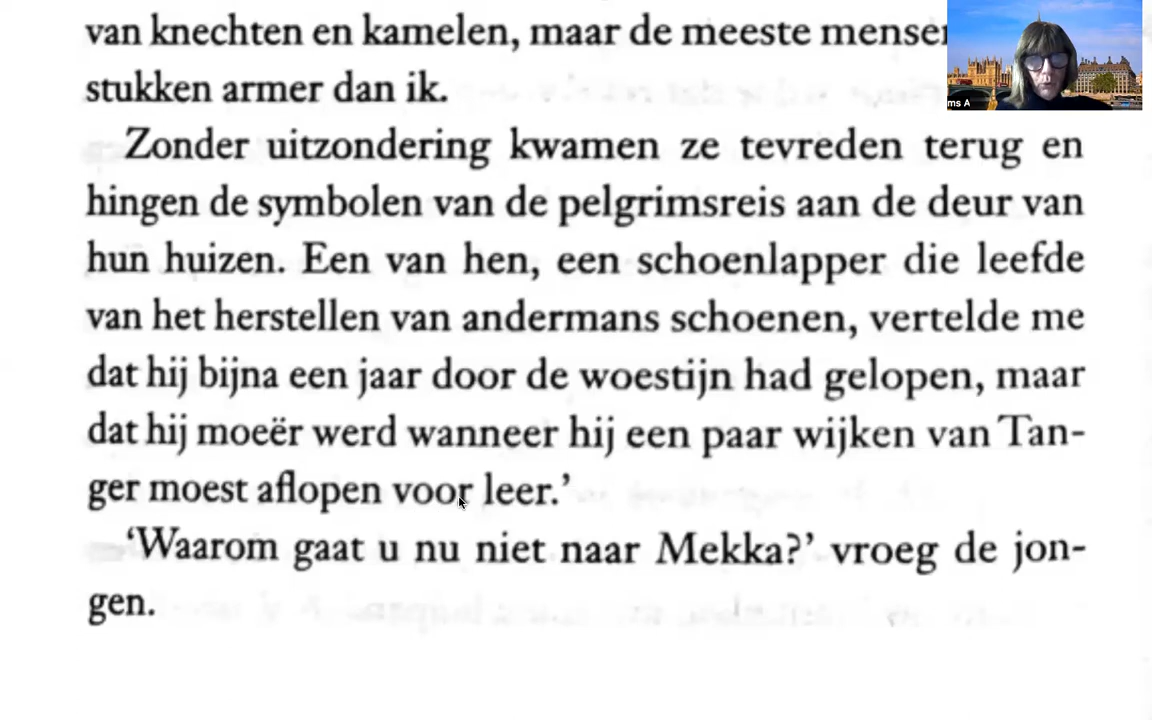 van knechten en kamelen, maar de meeste
stukken armer dan ik.
Zonder uitzondering kwamen ze tevreden terug en
hingen de symbolen van de pelgrimsreis aan de deur van
hun huizen. Een van hen, een schoenlapper die leefde
van het herstellen van andermans schoenen, vertelde me
dat hij bijna een jaar door de woestijn had gelopen, maar
dat hij moeër werd wanneer hij een paar wijken van Tan-
ger moest aflopen voor leer.’
‘Waarom gaat u nu niet naar Mekka?’ vroeg de jon-
gen.
ms A